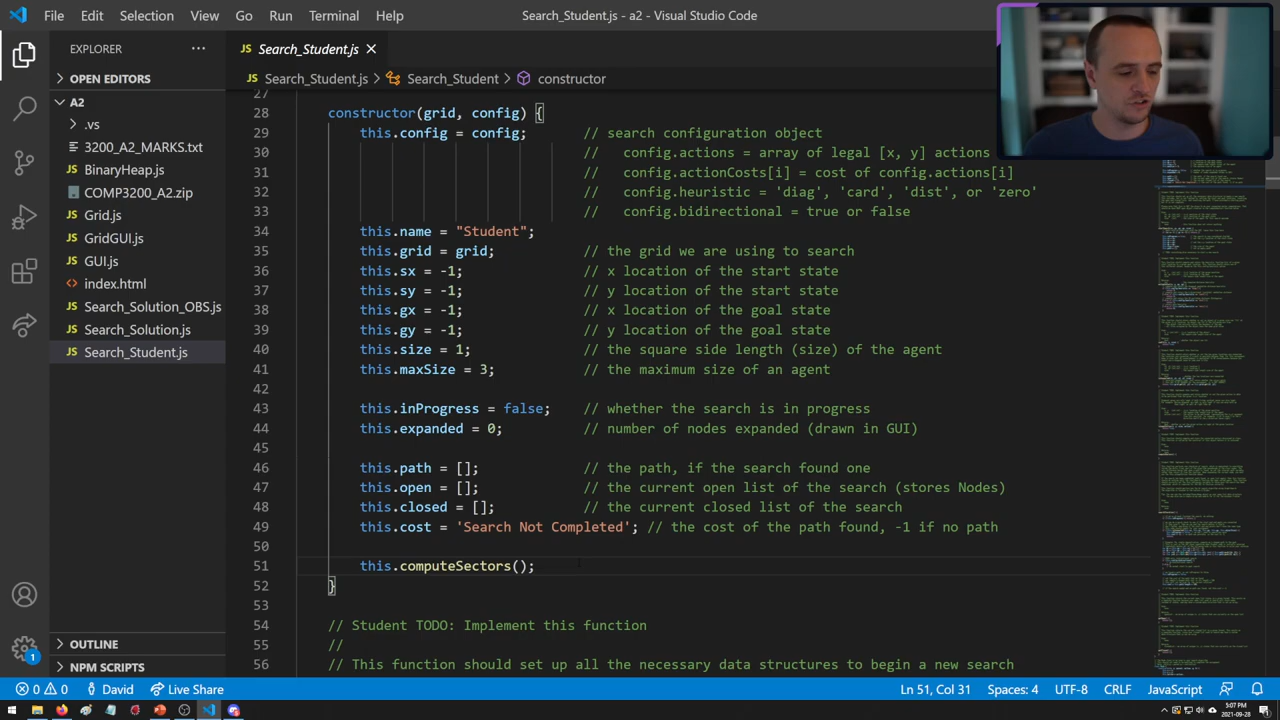 File Edit Selection View Go Run Terminal Help
Search_Student.js - a2 - Visual Studio Code
EXPLORER
OPEN EDITORS
A2
.vs
3200_A2_MARKS.txt
BinaryHeap.js
COMP3200_A2.zip
Grid.js
GridGUI.js
GUI.js
index.html
Search_Solution_OBS.js
Search_Solution.js
Search_Student.js
OUTLINE
NPM SCRIPTS
Search_Student.js
Search_Student.js > Search_Student > constructor
27
28 constructor(grid, config) {
29 this.config = config; // search configuration object
30 // config.actions = array of legal [x, y] actions
31 // config.actionCosts[i] = cost of config.actions[i]
32 // config.heuristic = 'diag', 'card', 'dist', or 'zero'
33 // config.bidirectional = true or false
34 this.name = "Student";
35 this.grid = grid; // the grid we are using to search
36 this.sx = -1; // x location of the start state
37 this.sy = -1; // y location of the start state
38 this.gx = -1; // x location of the goal state
39 this.gy = -1; // y location of the goal state
40 this.size = 1; // the square side length (size) of the agent
41 this.maxSize = 3; // the maximum size of an agent
42
43 this.inProgress = false; // whether the search is in progress
44 this.expanded = 0; // number of nodes expanded (drawn in GUI)
45
46 this.path = []; // the path, if the search found one
47 this.open = []; // the current open list of the search (stores Nodes)
48 this.closed = []; // the current closed list of the search
49 this.cost = 'Search Not Completed'; // the cost of the path found, -1 if no path
50
51 this.computeSectors();
52 }
53
54 // Student TODO: Implement this function
55 //
56 // This function should set up all the necessary data structures to begin a new search
0 0 David Live Share
Ln 51, Col 31 Spaces: 4 UTF-8 CRLF JavaScript
1
5:07 PM
2021-09-28